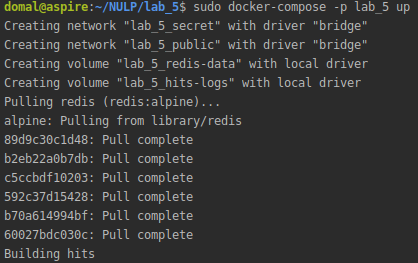 domal@aspire:~/NULP/lab_5$ sudo docker-compose -p lab_5 up
Creating network "lab_5_secret" with driver "bridge"
Creating network "lab_5_public" with driver "bridge"
Creating volume "lab_5_redis-data" with local driver
Creating volume "lab_5_hits-logs" with local driver
Pulling redis (redis:alpine)...
alpine: Pulling from library/redis
89d9c30c1d48: Pull complete
b2eb22a0b7db: Pull complete
c5ccbdf10203: Pull complete
592c37d15428: Pull complete
b70a614994bf: Pull complete
60027bdc030c: Pull complete
Building hits